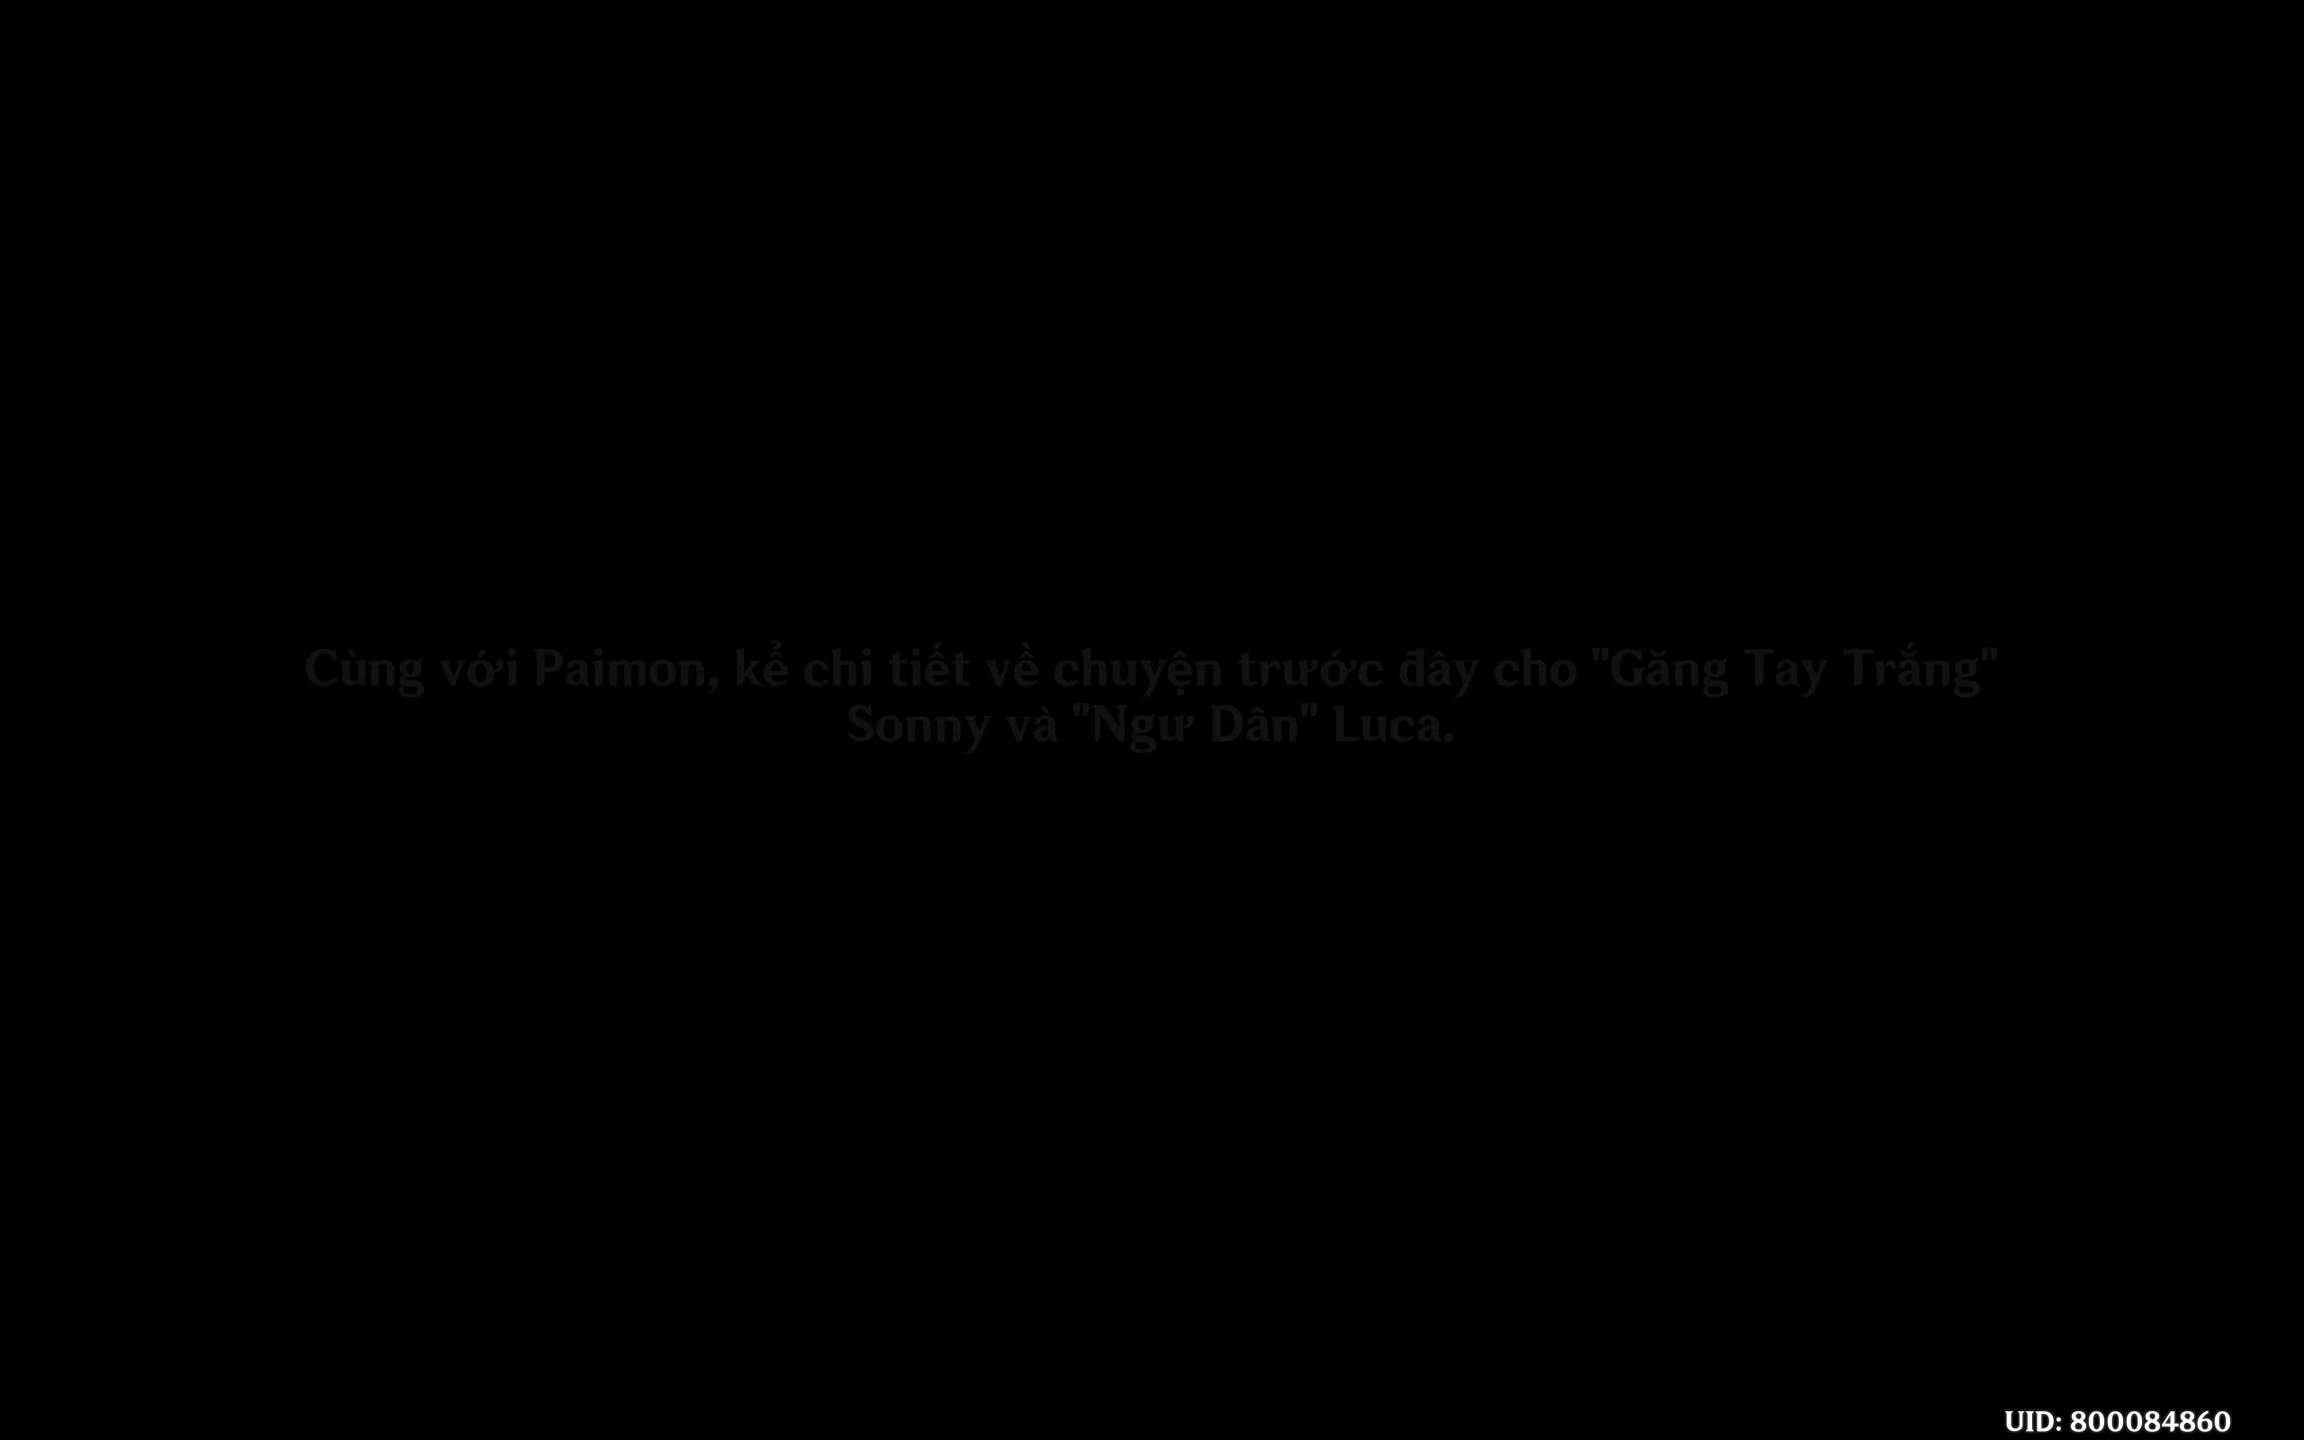 Cùng với Paimon, kể chi tiết về chuyện trước đây cho "Găng Tay Trắng"
Sonny và "Ngư Dân" Luca.
UID: 800084860